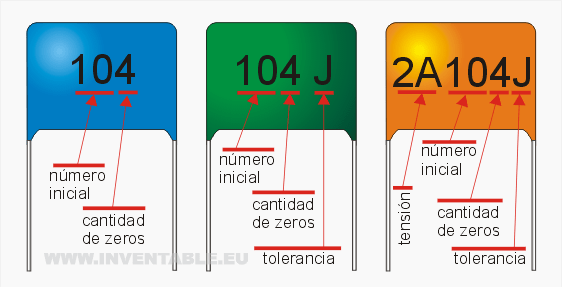 104
número
inicial
cantidad
de zeros
104 J
número
inicial
cantidad
de zeros
tolerancia
2A104J
número
inicial
tensión
cantidad
de zeros
tolerancia
WWW.INVENTABLE.EU